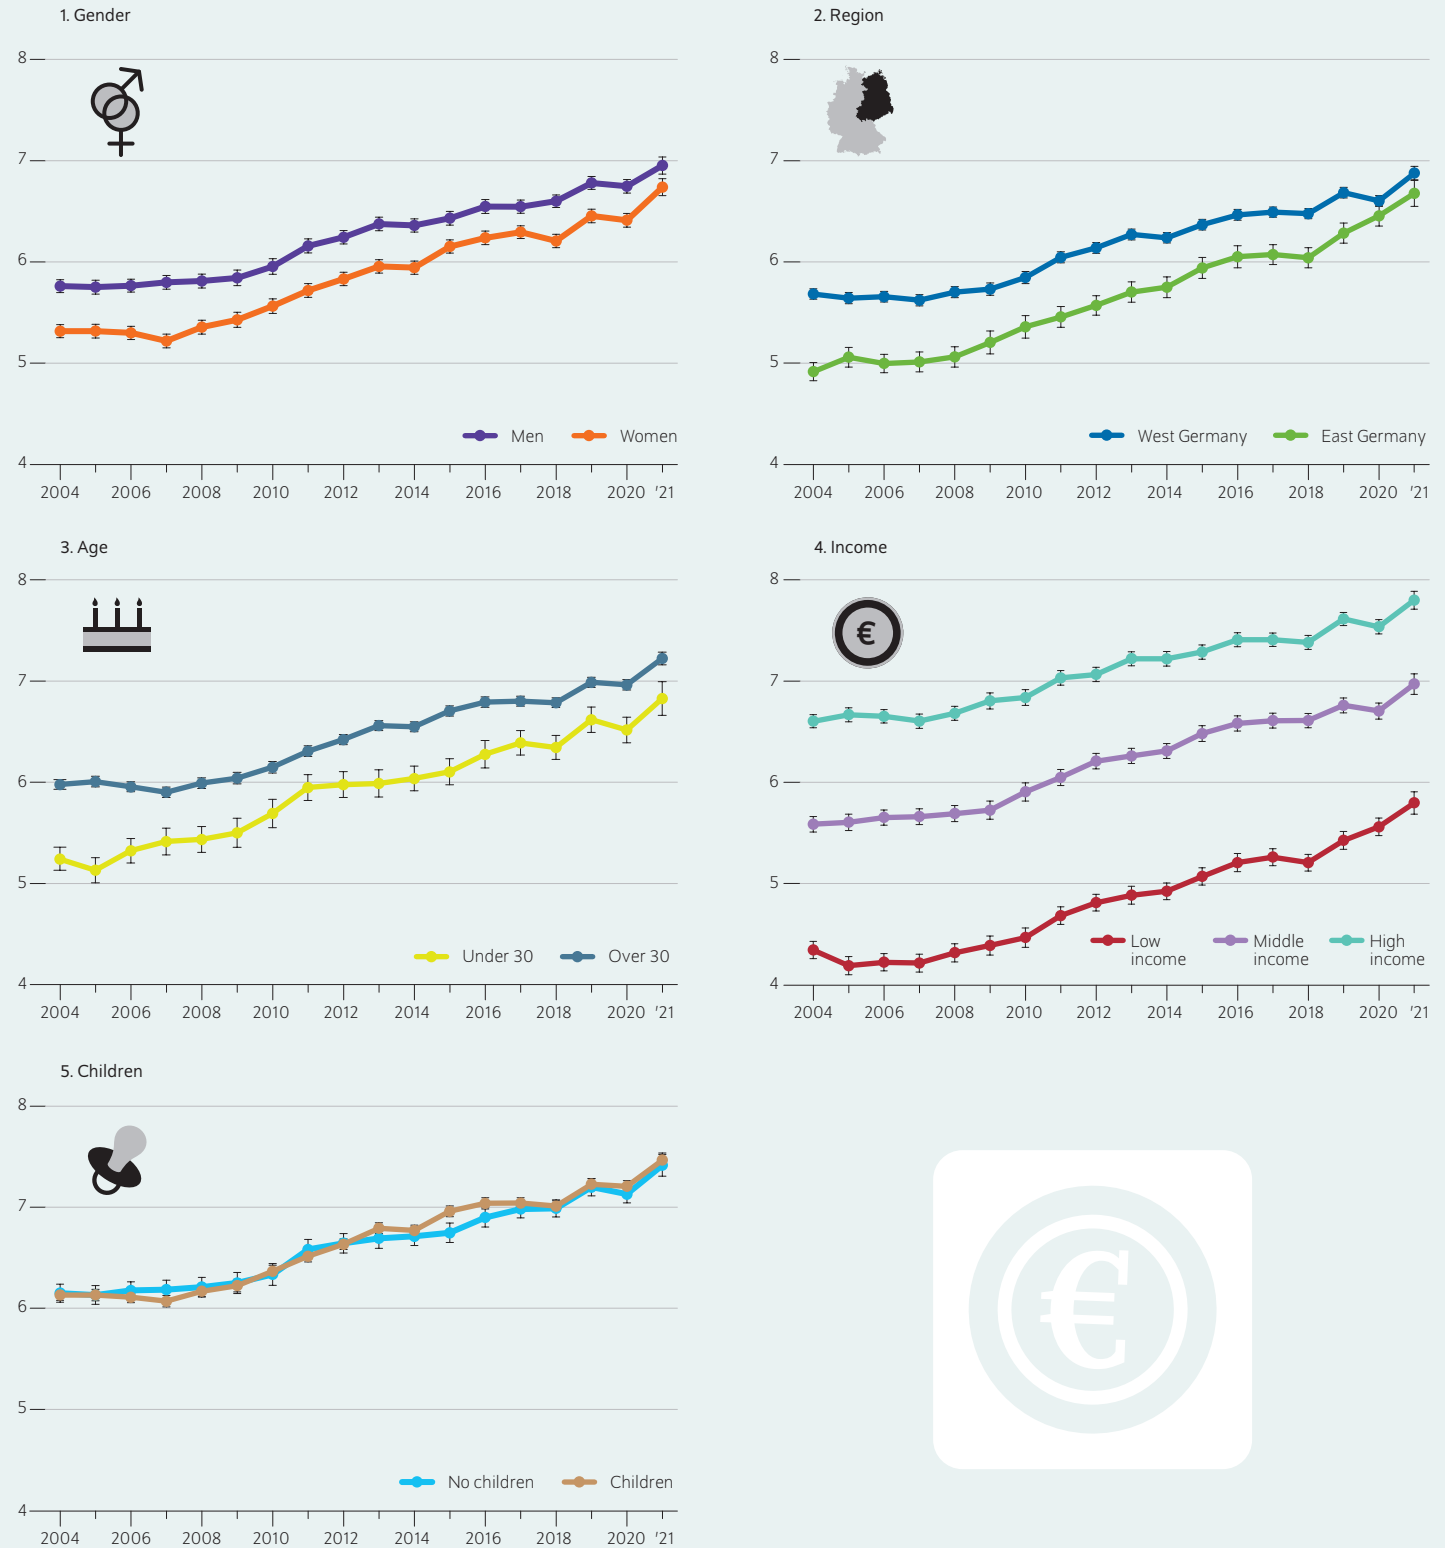 1. Gender
8
7
6
5
4
Men Women
2004 2006 2008 2010 2012 2014 2016 2018 2020 '21
2. Region
8
7
6
5
4
West Germany East Germany
2004 2006 2008 2010 2012 2014 2016 2018 2020 '21
3. Age
8
7
6
5
4
Under 30 Over 30
2004 2006 2008 2010 2012 2014 2016 2018 2020 '21
4. Income
€
8
7
6
5
4
Low income
Middle income
High income
2004 2006 2008 2010 2012 2014 2016 2018 2020 '21
5. Children
8
7
6
5
4
No children Children
2004 2006 2008 2010 2012 2014 2016 2018 2020 '21
€